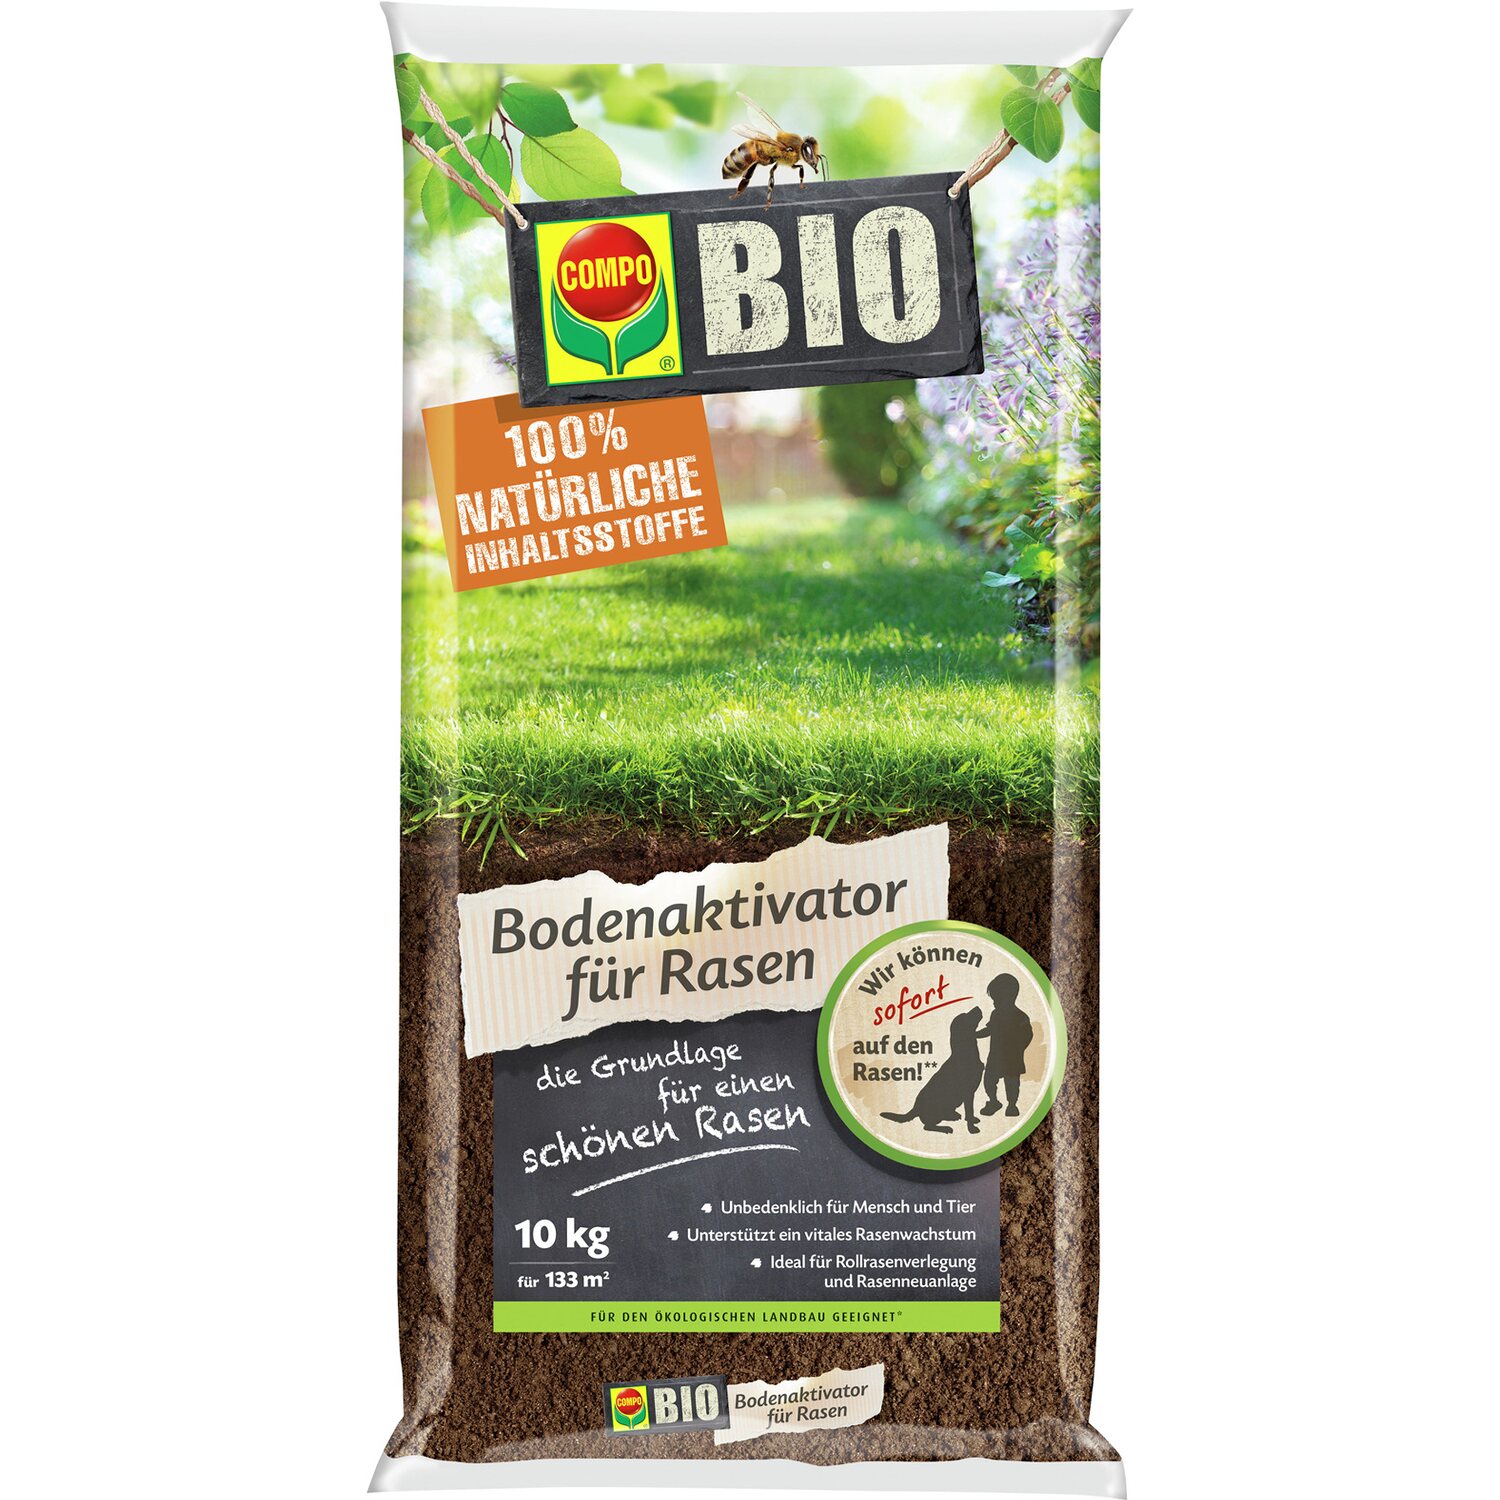 COMPO
®
BIO
100%
NATÜRLICHE
INHALTSSTOFFE
Bodenaktivator
für Rasen
Wir können
sofort
auf den
Rasen!**
die Grundlage
für einen
schönen Rasen
Unbedenklich für Mensch und Tier
Unterstützt ein vitales Rasenwachstum
Ideal für Rollrasenverlegung
und Rasenneuanlage
10 kg
für 133 m²
FÜR DEN ÖKOLOGISCHEN LANDBAU GEEIGNET*
COMPO
BIO
Bodenaktivator
für Rasen